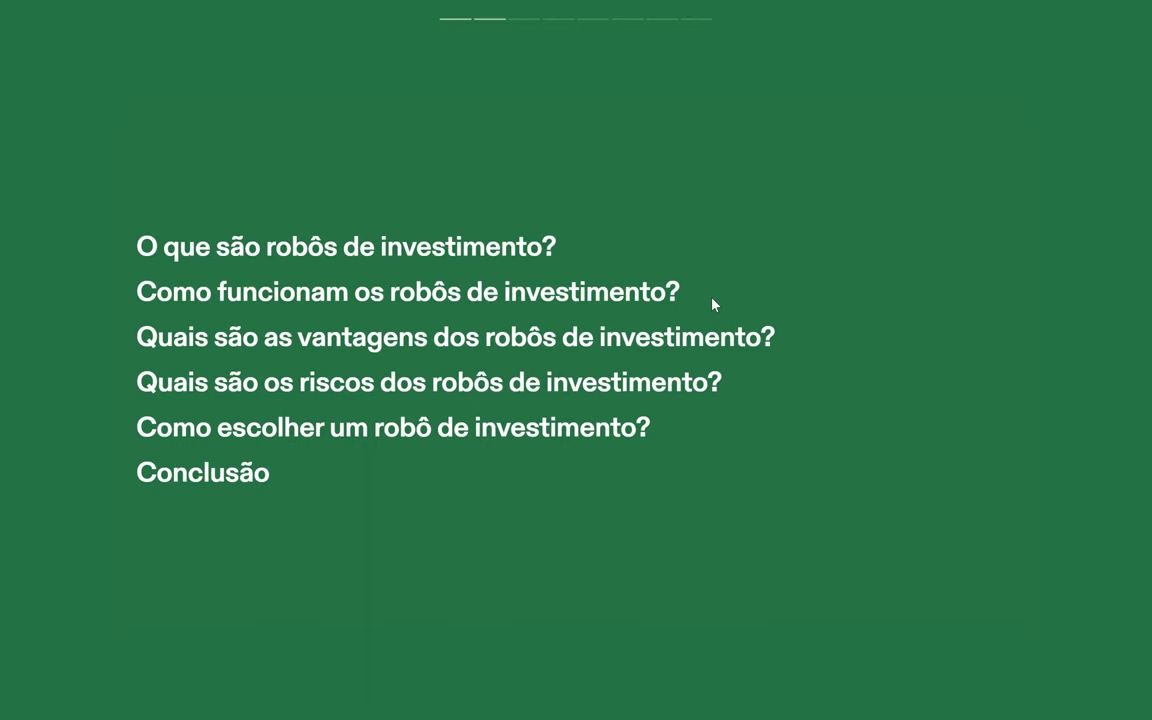 O que são robôs de investimento?
Como funcionam os robôs de investimento?
Quais são as vantagens dos robôs de investimento?
Quais são os riscos dos robôs de investimento?
Como escolher um robô de investimento?
Conclusão